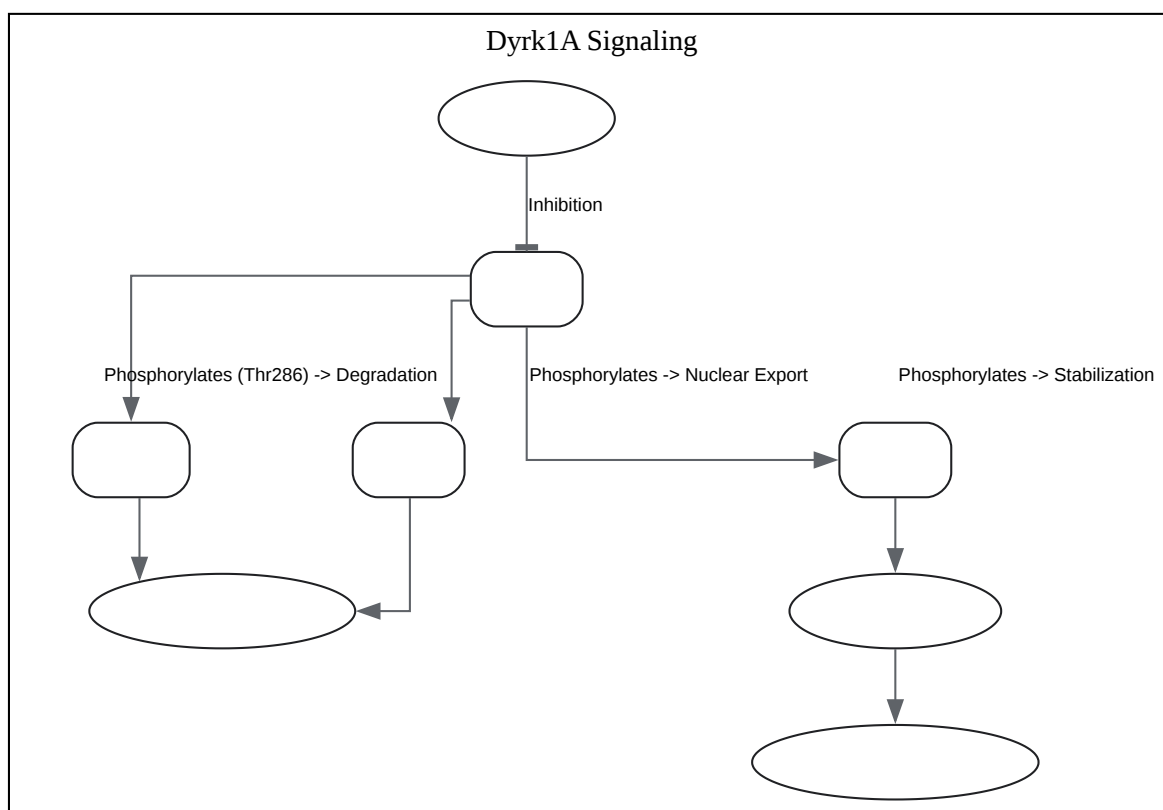 Dyrk1A Signaling
Inhibition
Phosphorylates (Thr286) -> Degradation
Phosphorylates -> Nuclear Export
Phosphorylates -> Stabilization